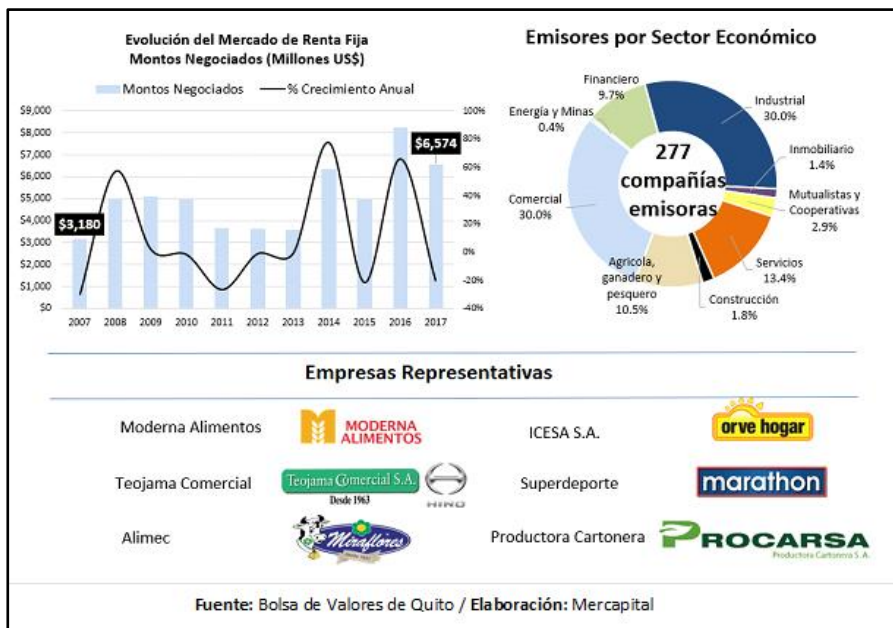 Evolución del Mercado de Renta Fija
Montos Negociados (Millones US$)
Montos Negociados
% Crecimiento Anual
$9,000
$8,000
$7,000
$6,000
$5,000
$4,000
$3,000
$2,000
$1,000
$0
$3,180
$6,574
100%
80%
60%
40%
20%
0%
-20%
-40%
2007 2008 2009 2010 2011 2012 2013 2014 2015 2016 2017
Emisores por Sector Económico
Financiero
9.7%
Energía y Minas
0.4%
Comercial
30.0%
Agrícola,
ganadero y
pesquero
10.5%
277
compañías
emisoras
Industrial
30.0%
Inmobiliario
1.4%
Mutualistas y
Cooperativas
2.9%
Servicios
13.4%
Construcción
1.8%
Empresas Representativas
Moderna Alimentos
MODERNA
ALIMENTOS
ICESA S.A.
orve hogar
Teojama Comercial
Teojama Comercial S.A.
Desde 1963
HINO
Superdeporte
marathon
Alimec
Miraflores
Productora Cartonera
PROCARSA
Productora Cartonera S.A.
Fuente: Bolsa de Valores de Quito / Elaboración: Mercapital